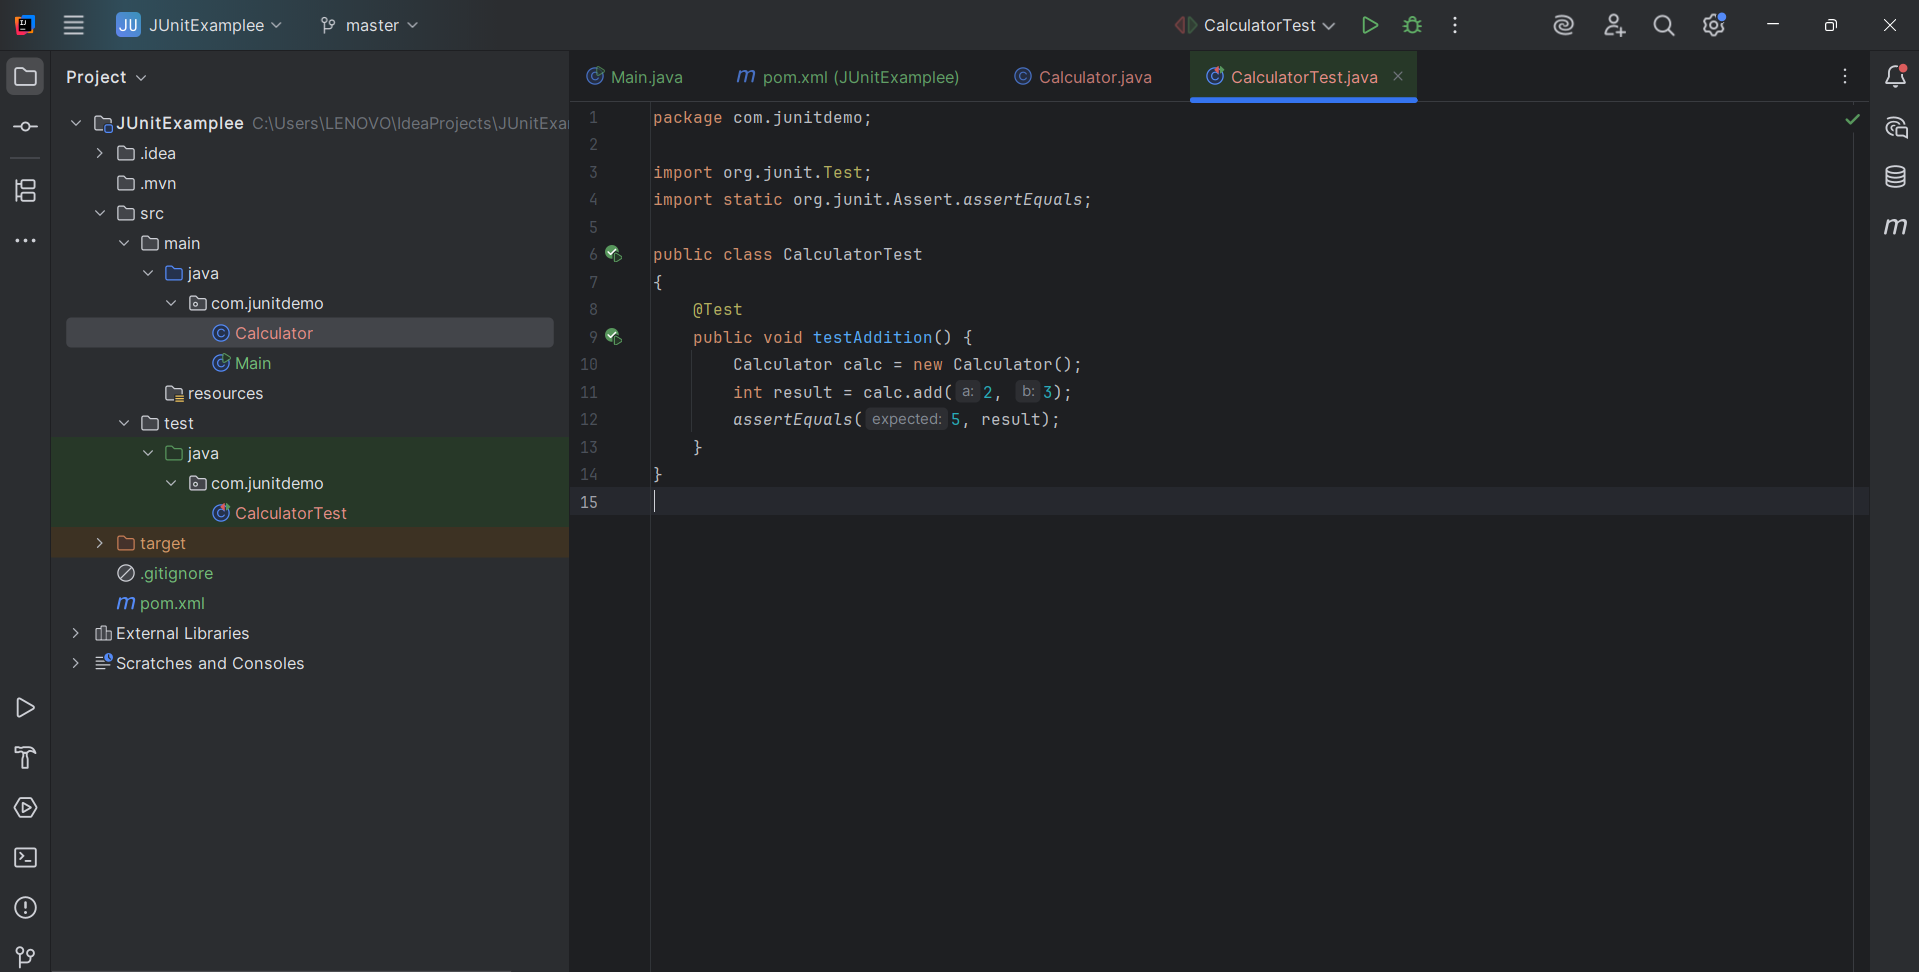 JU JUnitExamplee master CalculatorTest
Project
JUnitExamplee C:\Users\LENOVO\IdeaProjects\JUnitExa
.idea
.mvn
src
main
java
com.junitdemo
Calculator
Main
resources
test
java
com.junitdemo
CalculatorTest
target
.gitignore
m pom.xml
External Libraries
Scratches and Consoles
Main.java m pom.xml (JUnitExamplee) Calculator.java CalculatorTest.java
1 package com.junitdemo;
2
3 import org.junit.Test;
4 import static org.junit.Assert.assertEquals;
5
6 public class CalculatorTest
7 {
8 @Test
9 public void testAddition() {
10 Calculator calc = new Calculator();
11 int result = calc.add( a: 2, b: 3);
12 assertEquals( expected: 5, result);
13 }
14 }
15
m